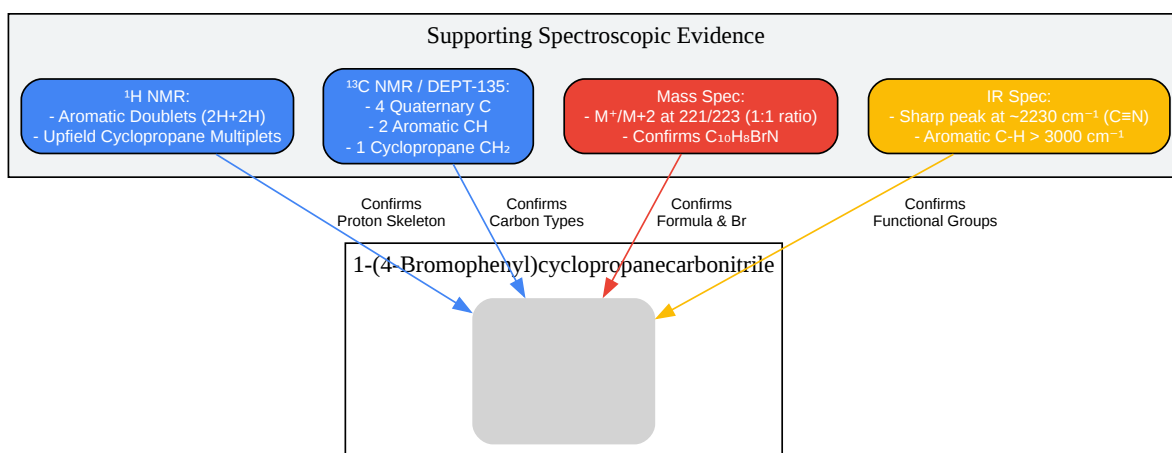 Supporting Spectroscopic Evidence
¹H NMR:
- Aromatic Doublets (2H+2H)
- Upfield Cyclopropane Multiplets
¹³C NMR / DEPT-135:
- 4 Quaternary C
- 2 Aromatic CH
- 1 Cyclopropane CH₂
Mass Spec:
- M⁺/M+2 at 221/223 (1:1 ratio)
- Confirms C₁₀H₈BrN
IR Spec:
- Sharp peak at ~2230 cm⁻¹ (C≡N)
- Aromatic C-H > 3000 cm⁻¹
Confirms
Proton Skeleton
Confirms
Carbon Types
Confirms
Formula & Br
Confirms
Functional Groups
1-(4-Bromophenyl)cyclopropanecarbonitrile